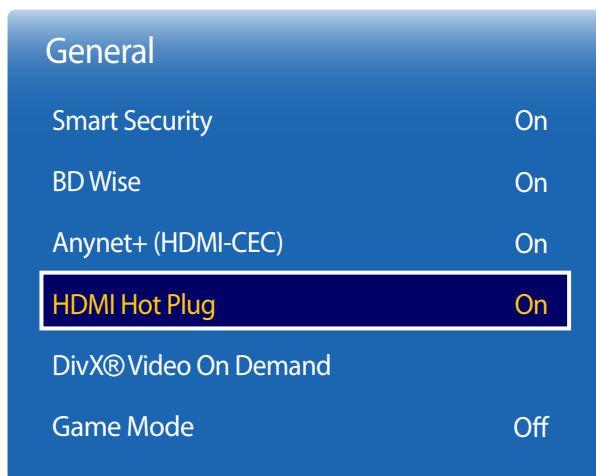 General
Smart Security On
BD Wise On
Anynet+ (HDMI-CEC) On
HDMI Hot Plug On
DivX® Video On Demand
Game Mode Off